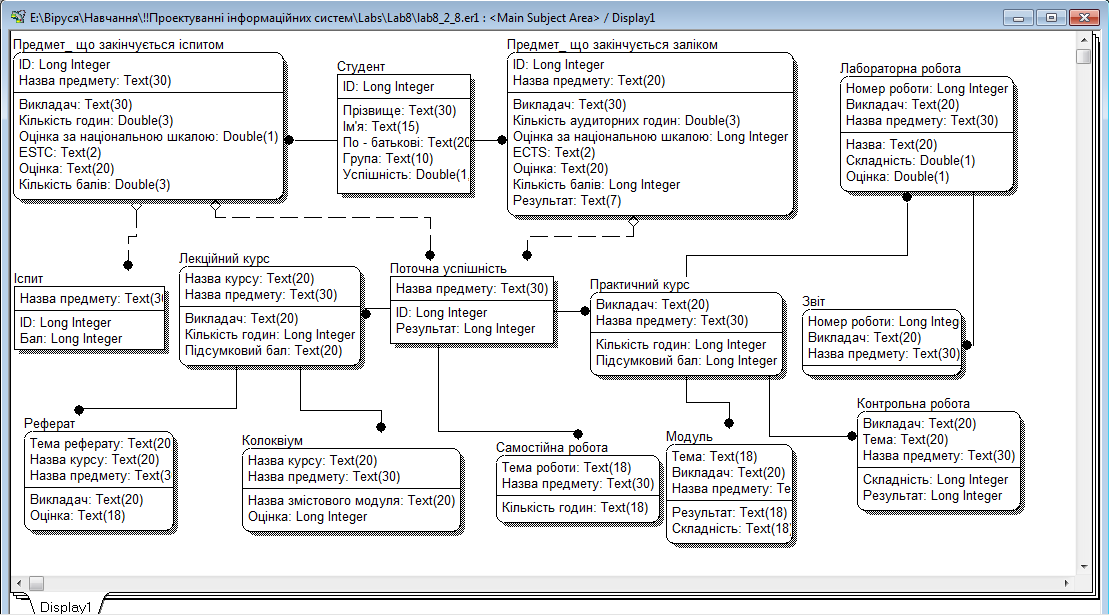 E:\Віруса\Навчання\!!Проектуванні інформаційних систем\Labs\Lab8\lab8_2_8.er1 : <Main Subject Area> / Display1
Предмет_ що закінчується іспитом
ID: Long Integer
Назва предмету: Text(30)
Викладач: Text(30)
Кількість годин: Double(3)
Оцінка за національною шкалою: Double(1)
ESTC: Text(2)
Оцінка: Text(20)
Кількість балів: Double(3)
Студент
ID: Long Integer
Прізвище: Text(30)
Ім'я: Text(15)
По - батькові: Text(20
Група: Text(10)
Успішність: Double(1
Предмет_ що закінчується заліком
ID: Long Integer
Назва предмету: Text(20)
Викладач: Text(30)
Кількість аудиторних годин: Double(3)
Оцінка за національною шкалою: Long Integer
ECTS: Text(2)
Оцінка: Text(20)
Кількість балів: Long Integer
Результат: Text(7)
Лабораторна робота
Номер роботи: Long Integer
Викладач: Text(20)
Назва предмету: Text(30)
Назва: Text(20)
Складність: Double(1)
Оцінка: Double(1)
Іспит
Назва предмету: Text(30
ID: Long Integer
Бал: Long Integer
Лекційний курс
Назва курсу: Text(20)
Назва предмету: Text(30)
Викладач: Text(20)
Кількість годин: Long Integer
Підсумковий бал: Text(20)
Поточна успішність
Назва предмету: Text(30)
ID: Long Integer
Результат: Long Integer
Практичний курс
Викладач: Text(20)
Назва предмету: Text(30)
Кількість годин: Long Integer
Підсумковий бал: Long Integer
Звіт
Номер роботи: Long Integ
Викладач: Text(20)
Назва предмету: Text(30)
Реферат
Тема реферату: Text(20
Назва курсу: Text(20)
Назва предмету: Text(3
Викладач: Text(20)
Оцінка: Text(18)
Колоквіум
Назва курсу: Text(20)
Назва предмету: Text(30)
Назва змістового модуля: Text(20)
Оцінка: Long Integer
Самостійна робота
Тема роботи: Text(18)
Назва предмету: Text(30)
Кількість годин: Text(18)
Модуль
Тема: Text(18)
Викладач: Text(20)
Назва предмету: Te
Результат: Text(18)
Складність: Text(18
Контрольна робота
Викладач: Text(20)
Тема: Text(20)
Назва предмету: Text(30)
Складність: Long Integer
Результат: Long Integer
Display1